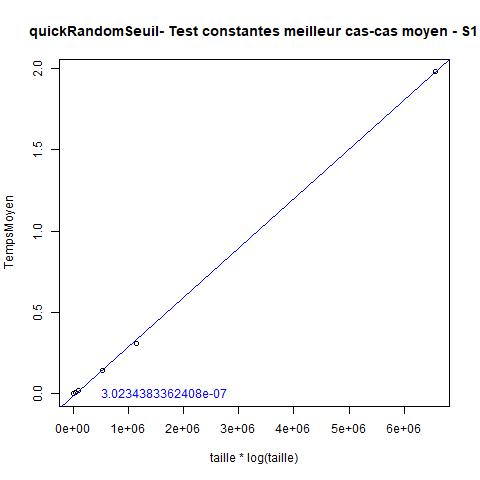 quickRandomSeuil- Test constantes meilleur cas-cas moyen - S1
2.0
1.5
1.0
0.5
0.0
TempsMoyen
3.0234383362408e-07
0e+00 1e+06 2e+06 3e+06 4e+06 5e+06 6e+06
taille * log(taille)